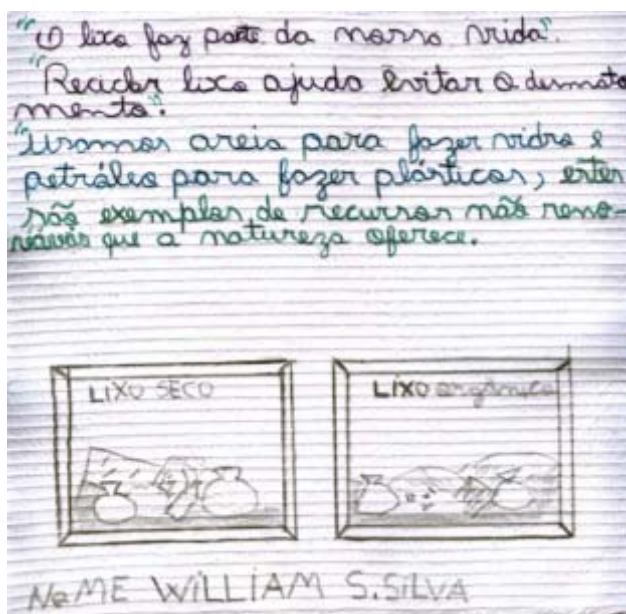 "O lixo faz parte da nossa vida".
"Reciclar lixo ajuda evitar o desmata
mento".
"Usamos areia para fazer vidro e
petróleo para fazer plásticos, estes
são exemplos de recursos não reno-
váveis que a natureza oferece.
LIXO SECO
LIXO orgânico
NOME WILLIAM S.SILVA